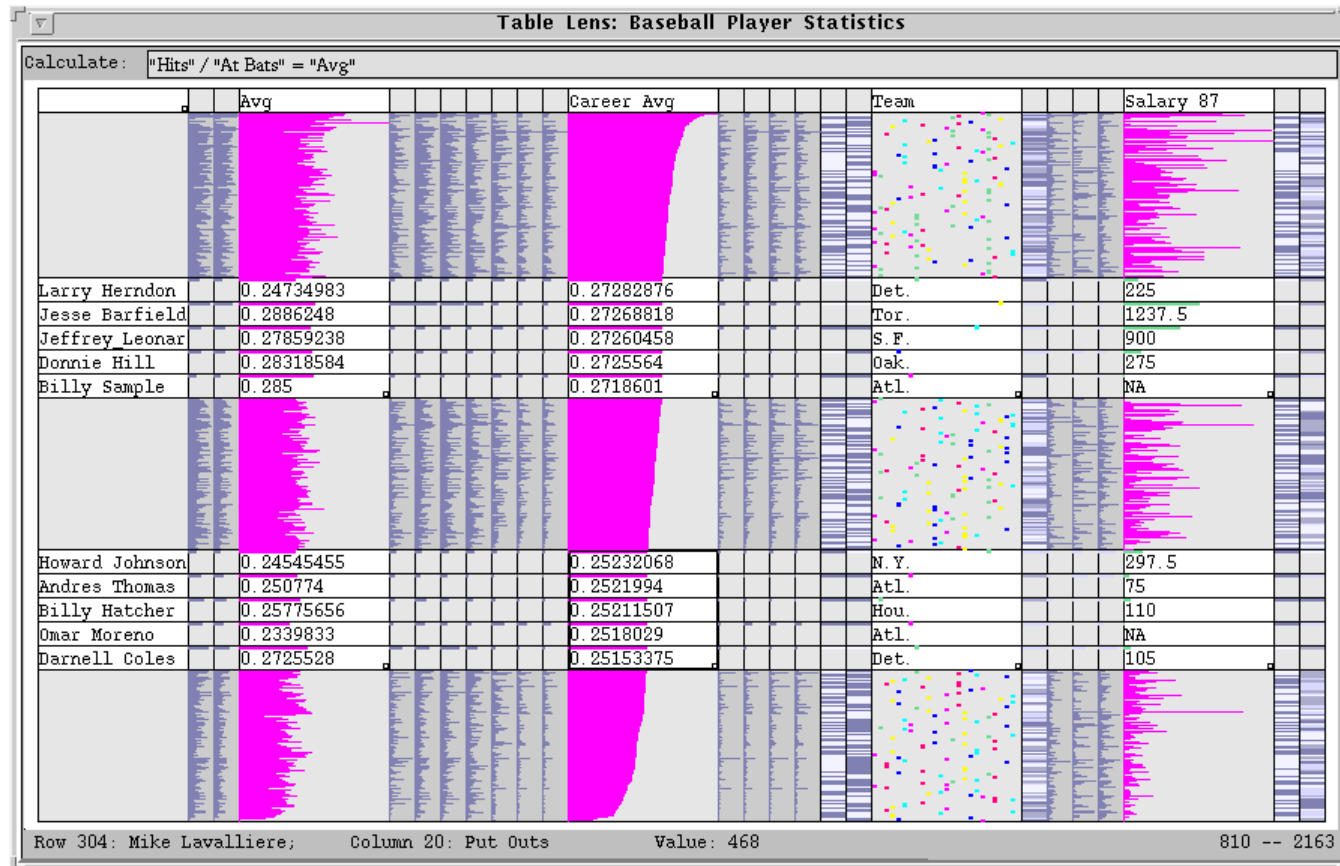 Table Lens: Baseball Player Statistics
Calculate: "Hits" / "At Bats" = "Avg"
Avg Career Avg Team Salary 87
Larry Herndon 0.24734983 0.27282876 Det. 225
Jesse Barfield 0.2886248 0.27268818 Tor. 1237.5
Jeffrey_Leonar 0.27859238 0.27260458 S.F. 900
Donnie Hill 0.28318584 0.2725564 Oak. 275
Billy Sample 0.285 0.2718601 Atl. NA
Howard Johnson 0.24545455 0.25232068 N.Y. 297.5
Andres Thomas 0.250774 0.2521994 Atl. 75
Billy Hatcher 0.25775656 0.25211507 Hou. 110
Omar Moreno 0.2339833 0.2518029 Atl. NA
Darnell Coles 0.2725528 0.25153375 Det. 105
Row 304: Mike Lavalliere; Column 20: Put Outs Value: 468 810 -- 2163